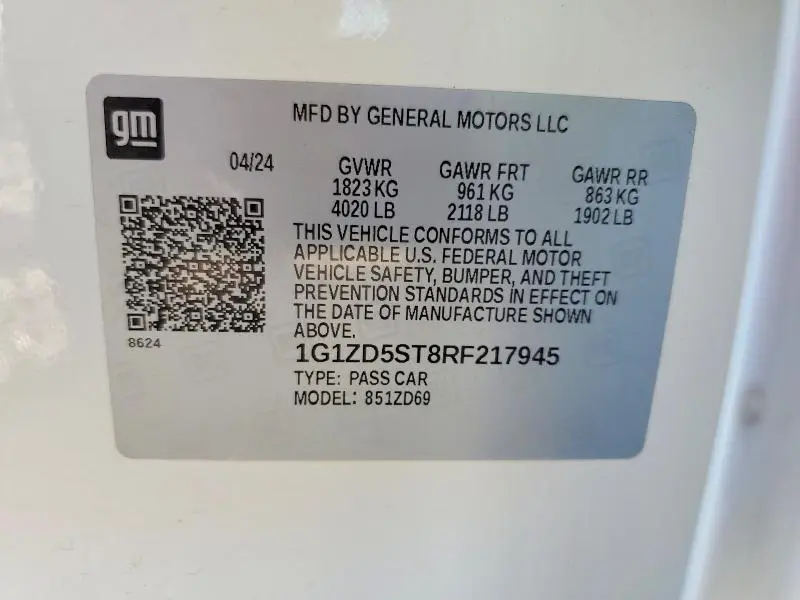 gm
MFD BY GENERAL MOTORS LLC
04/24 GVWR GAWR FRT GAWR RR
1823 KG 961 KG 863 KG
4020 LB 2118 LB 1902 LB
THIS VEHICLE CONFORMS TO ALL
APPLICABLE U.S. FEDERAL MOTOR
VEHICLE SAFETY, BUMPER, AND THEFT
PREVENTION STANDARDS IN EFFECT ON
THE DATE OF MANUFACTURE SHOWN
ABOVE.
8624
1G1ZD5ST8RF217945
TYPE: PASS CAR
MODEL: 851ZD69